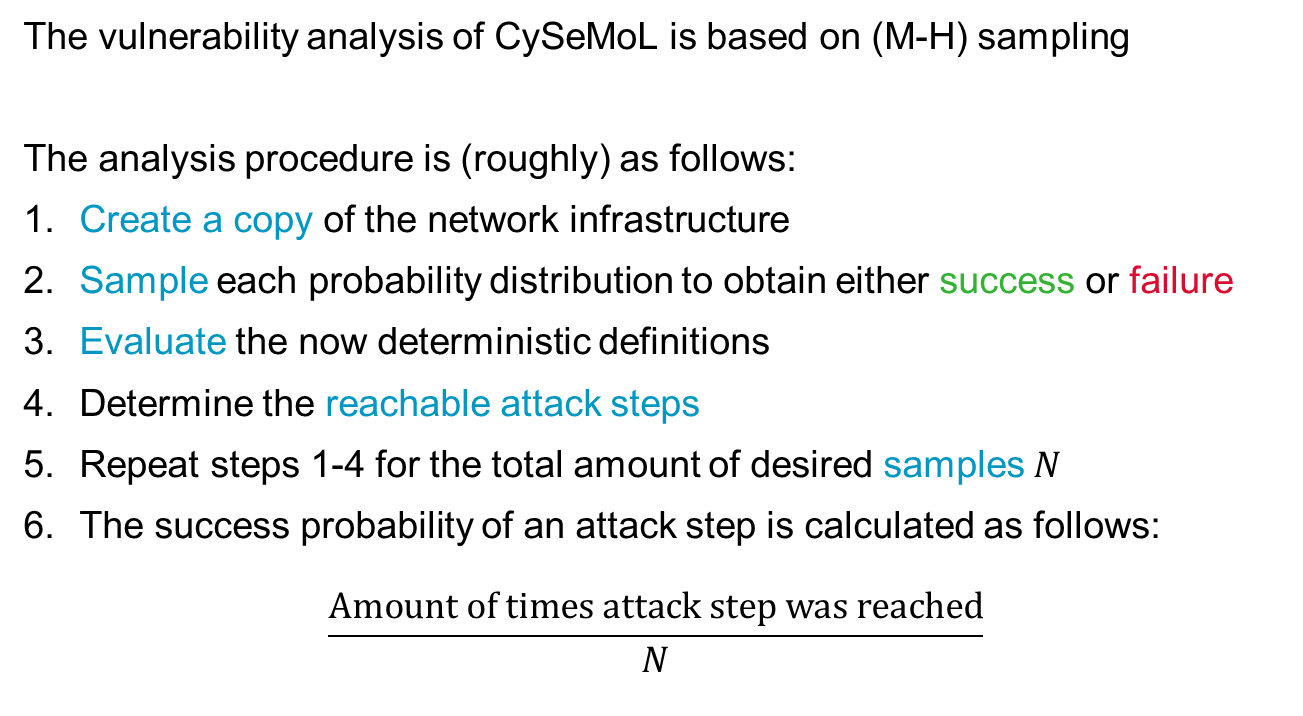 The vulnerability analysis of CySeMoL is based on (M-H) sampling
The analysis procedure is (roughly) as follows:
1. Create a copy of the network infrastructure
2. Sample each probability distribution to obtain either success or failure
3. Evaluate the now deterministic definitions
4. Determine the reachable attack steps
5. Repeat steps 1-4 for the total amount of desired samples N
6. The success probability of an attack step is calculated as follows:
Amount of times attack step was reached
N